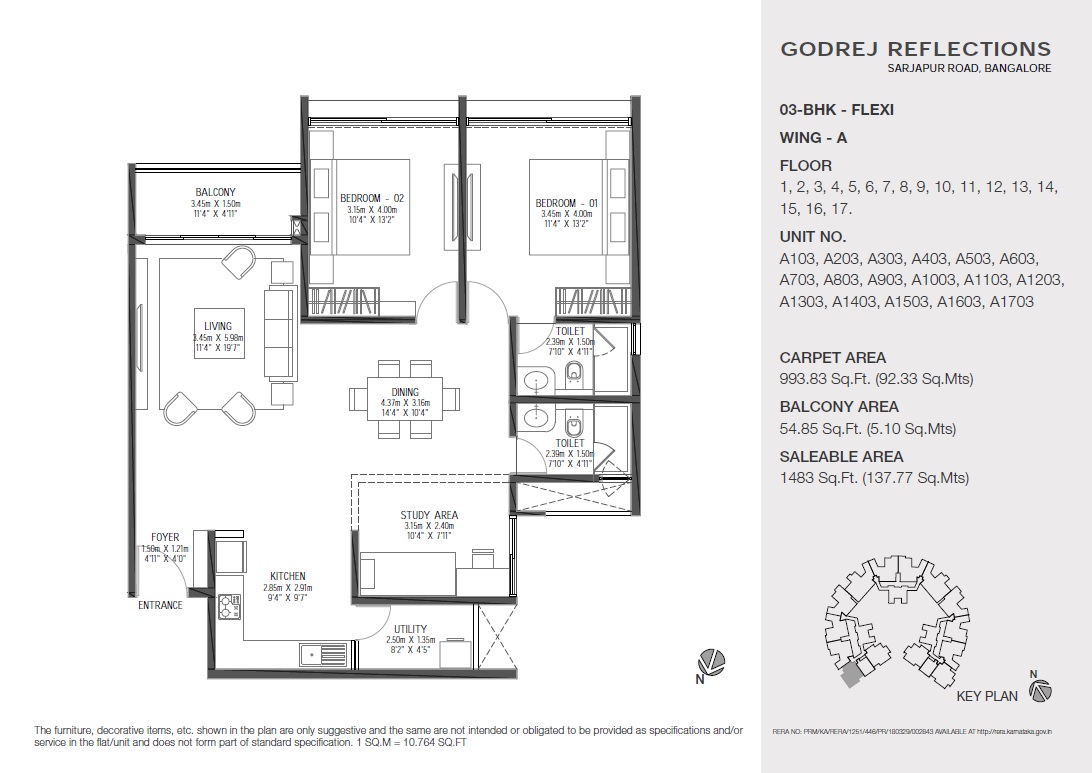 GODREJ REFLECTIONS
SARJAPUR ROAD, BANGALORE
03-BHK - FLEXI
WING - A
FLOOR
1, 2, 3, 4, 5, 6, 7, 8, 9, 10, 11, 12, 13, 14,
15, 16, 17.
UNIT NO.
A103, A203, A303, A403, A503, A603,
A703, A803, A903, A1003, A1103, A1203,
A1303, A1403, A1503, A1603, A1703
CARPET AREA
993.83 Sq.Ft. (92.33 Sq.Mts)
BALCONY AREA
54.85 Sq.Ft. (5.10 Sq.Mts)
SALEABLE AREA
1483 Sq.Ft. (137.77 Sq.Mts)
BALCONY
3.45m X 1.50m
11'4" X 4'11"
BEDROOM - 02
3.15m X 4.00m
10'4" X 13'2"
BEDROOM - 01
3.45m X 4.00m
11'4" X 13'2"
LIVING
3.45m X 5.98m
11'4" X 19'7"
TOILET
2.39m X 1.50m
7'10" X 4'11"
DINING
4.37m X 3.16m
14'4" X 10'4"
TOILET
2.39m X 1.50m
7'10" X 4'11"
STUDY AREA
3.15m X 2.40m
10'4" X 7'11"
FOYER
1.50m X 1.21m
4'11" X 4'0"
ENTRANCE
KITCHEN
2.85m X 2.91m
9'4" X 9'7"
UTILITY
2.50m X 1.35m
8'2" X 4'5"
N
N
KEY PLAN
The furniture, decorative items, etc. shown in the plan are only suggestive and the same are not intended or obligated to be provided as specifications and/or
service in the flat/unit and does not form part of standard specification. 1 SQ.M = 10.764 SQ.FT
RERA NO: PRM/KA/RERA/1251/446/PR/180329/002643 AVAILABLE AT http://rera.karnataka.gov.in